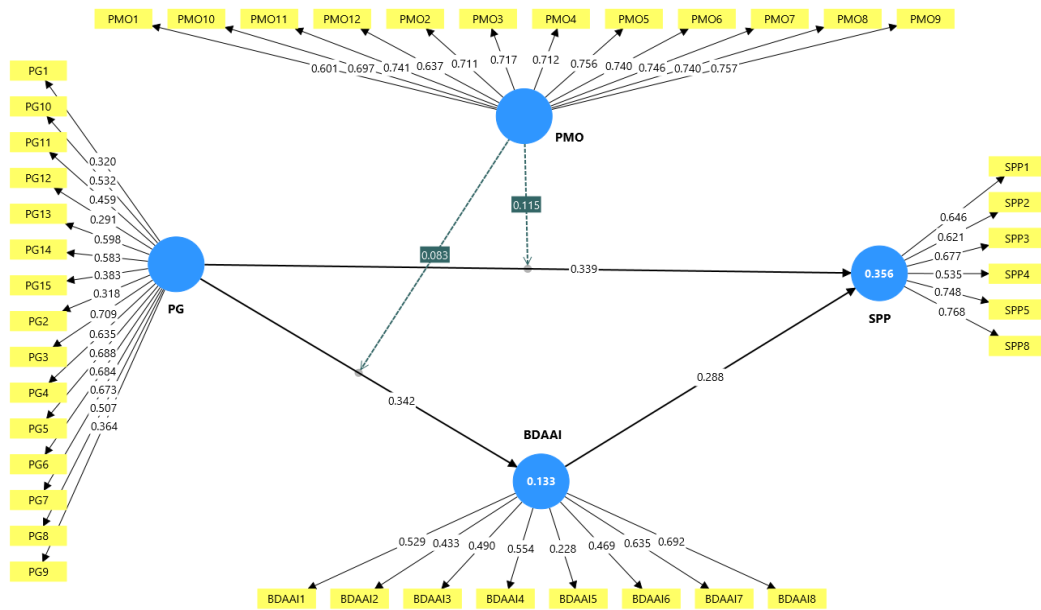 PMO1 PMO10 PMO11 PMO12 PMO2 PMO3 PMO4 PMO5 PMO6 PMO7 PMO8 PMO9
0.601 0.697 0.741 0.637 0.711 0.717 0.712 0.756 0.740 0.746 0.740 0.757
PMO
PG1
PG10
PG11
PG12
PG13
PG14
PG15
PG2
PG3
PG4
PG5
PG6
PG7
PG8
PG9
0.320
0.532
0.459
0.291
0.598
0.583
0.383
0.318
0.709
0.635
0.688
0.684
0.673
0.507
0.364
PG
0.115
0.083
0.339
0.342
0.288
SPP1
SPP2
SPP3
SPP4
SPP5
SPP8
0.646
0.621
0.677
0.535
0.748
0.768
0.356
SPP
BDAAI
0.133
0.529 0.433 0.490 0.554 0.228 0.469 0.635 0.692
BDAAI1 BDAAI2 BDAAI3 BDAAI4 BDAAI5 BDAAI6 BDAAI7 BDAAI8